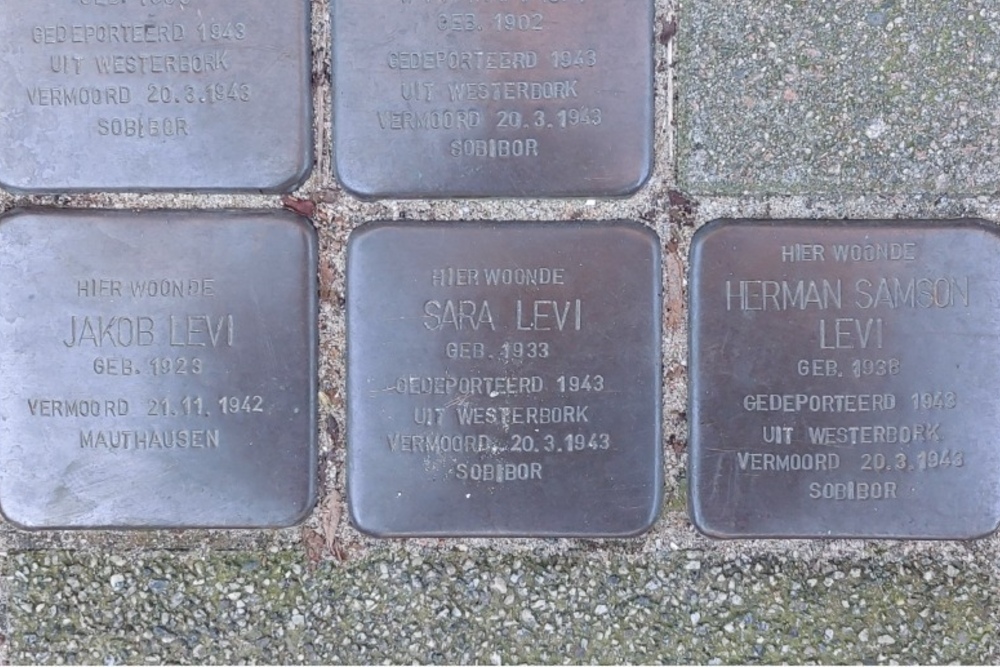 GEDEPORTEERD 1943
UIT WESTERBORK
VERMOORD 20.3.1943
SOBIBOR
GEB. 1902
GEDEPORTEERD 1943
UIT WESTERBORK
VERMOORD 20.3.1943
SOBIBOR
HIER WOONDE
JAKOB LEVI
GEB. 1923
VERMOORD 21.11.1942
MAUTHAUSEN
HIER WOONDE
SARA LEVI
GEB. 1933
GEDEPORTEERD 1943
UIT WESTERBORK
VERMOORD 20.3.1943
SOBIBOR
HIER WOONDE
HERMAN SAMSON
LEVI
GEB. 1938
GEDEPORTEERD 1943
UIT WESTERBORK
VERMOORD 20.3.1943
SOBIBOR